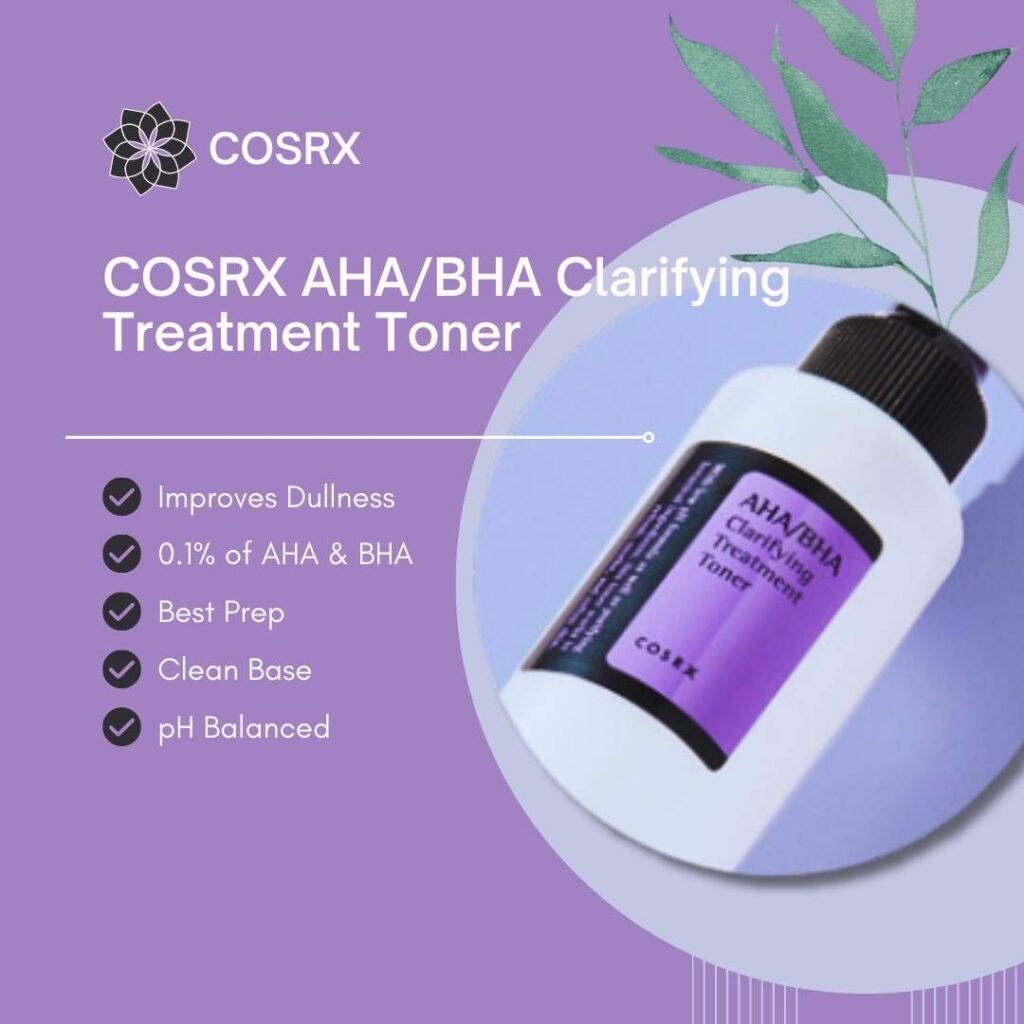 COSRX
COSRX AHA/BHA Clarifying
Treatment Toner
Improves Dullness
0.1% of AHA & BHA
Best Prep
Clean Base
pH Balanced
AHA/BHA
Clarifying
Treatment
Toner
COSRX